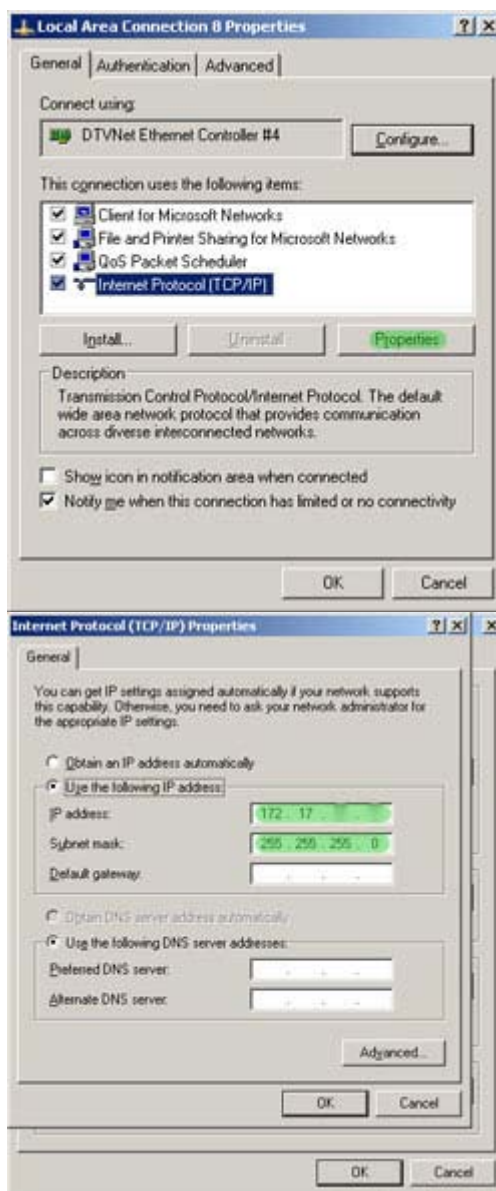 Local Area Connection 8 Properties
General Authentication Advanced
Connect using:
DTVNet Ethernet Controller #4 Configure...
This connection uses the following items:
Client for Microsoft Networks
File and Printer Sharing for Microsoft Networks
QoS Packet Scheduler
Internet Protocol (TCP/IP)
Install... Uninstall Properties
Description
Transmission Control Protocol/Internet Protocol. The default
wide area network protocol that provides communication
across diverse interconnected networks.
Show icon in notification area when connected
Notify me when this connection has limited or no connectivity
OK Cancel
Internet Protocol (TCP/IP) Properties
General
You can get IP settings assigned automatically if your network supports
this capability. Otherwise, you need to ask your network administrator for
the appropriate IP settings.
Obtain an IP address automatically
Use the following IP address:
IP address: 172 . 17 . .
Subnet mask: 255 . 255 . 255 . 0
Default gateway: . . .
Obtain DNS server address automatically
Use the following DNS server addresses:
Preferred DNS server: . . .
Alternate DNS server: . . .
Advanced...
OK Cancel
OK Cancel